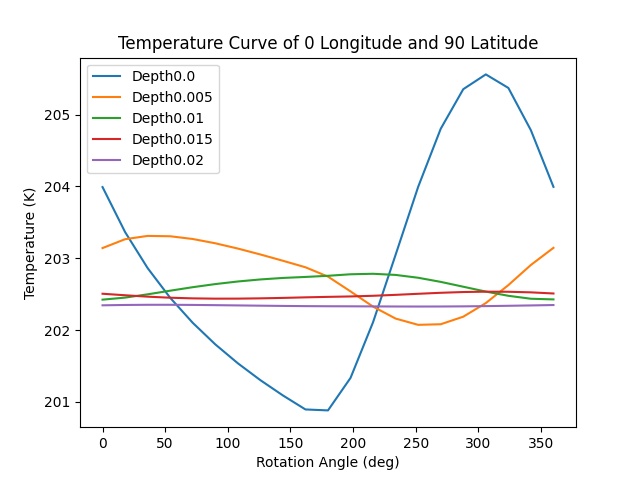 Temperature Curve of 0 Longitude and 90 Latitude
Depth0.0
Depth0.005
Depth0.01
Depth0.015
Depth0.02
205
204
203
202
201
Temperature (K)
0 50 100 150 200 250 300 350
Rotation Angle (deg)